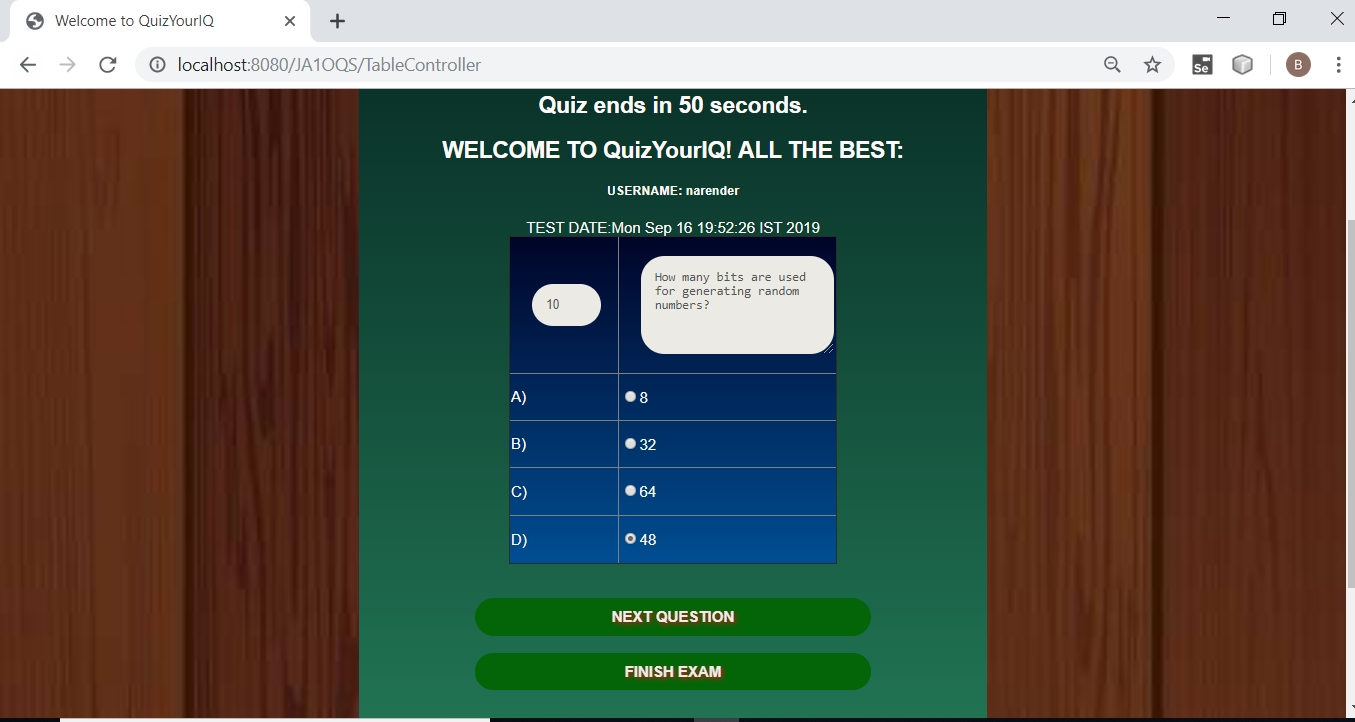 Welcome to QuizYourIQ
localhost:8080/JA1OQS/TableController
Se
B
Quiz ends in 50 seconds.
WELCOME TO QuizYourIQ! ALL THE BEST:
USERNAME: narender
TEST DATE:Mon Sep 16 19:52:26 IST 2019
10
How many bits are used
for generating random
numbers?
A) 8
B) 32
C) 64
D) 48
NEXT QUESTION
FINISH EXAM